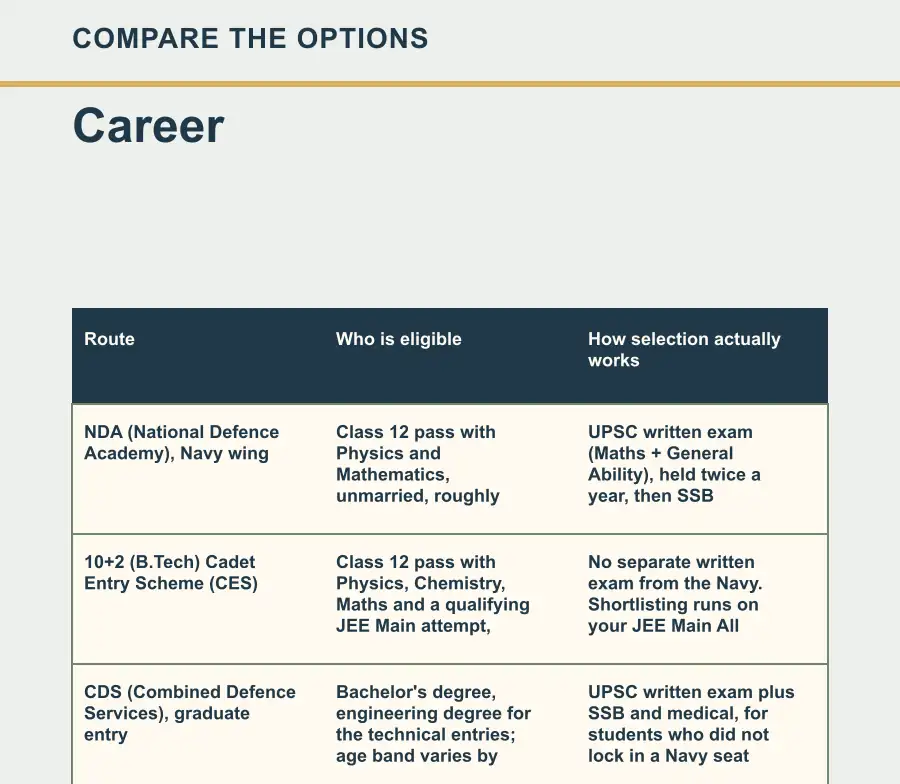 COMPARE THE OPTIONS
Career
Route
Who is eligible
How selection actually
works
NDA (National Defence
Academy), Navy wing
Class 12 pass with
Physics and
Mathematics,
unmarried, roughly
UPSC written exam
(Maths + General
Ability), held twice a
year, then SSB
10+2 (B.Tech) Cadet
Entry Scheme (CES)
Class 12 pass with
Physics, Chemistry,
Maths and a qualifying
JEE Main attempt,
No separate written
exam from the Navy.
Shortlisting runs on
your JEE Main All
CDS (Combined Defence
Services), graduate
entry
Bachelor's degree,
engineering degree for
the technical entries;
age band varies by
UPSC written exam plus
SSB and medical, for
students who did not
lock in a Navy seat